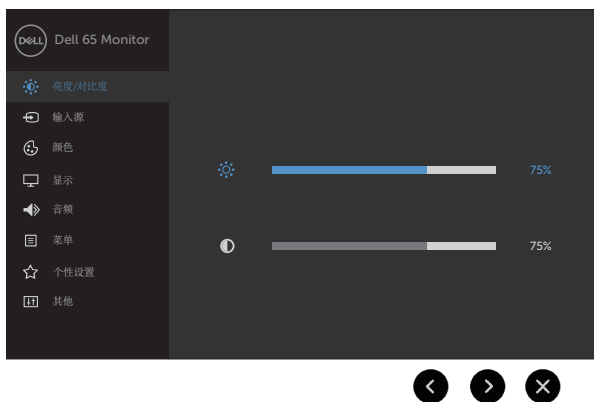 DELL Dell 65 Monitor
亮度/对比度
输入源
颜色
显示
75%
音频
菜单
75%
个性设置
其他